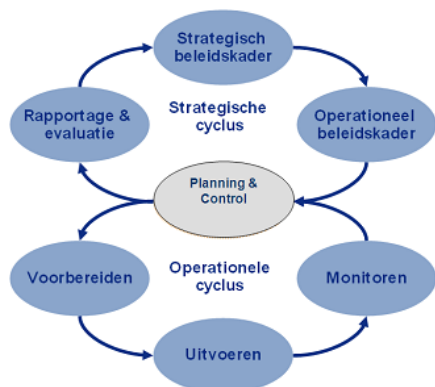 Strategisch
beleidskader
Rapportage &
evaluatie
Strategische
cyclus
Operationeel
beleidskader
Planning &
Control
Voorbereiden
Operationele
cyclus
Monitoren
Uitvoeren